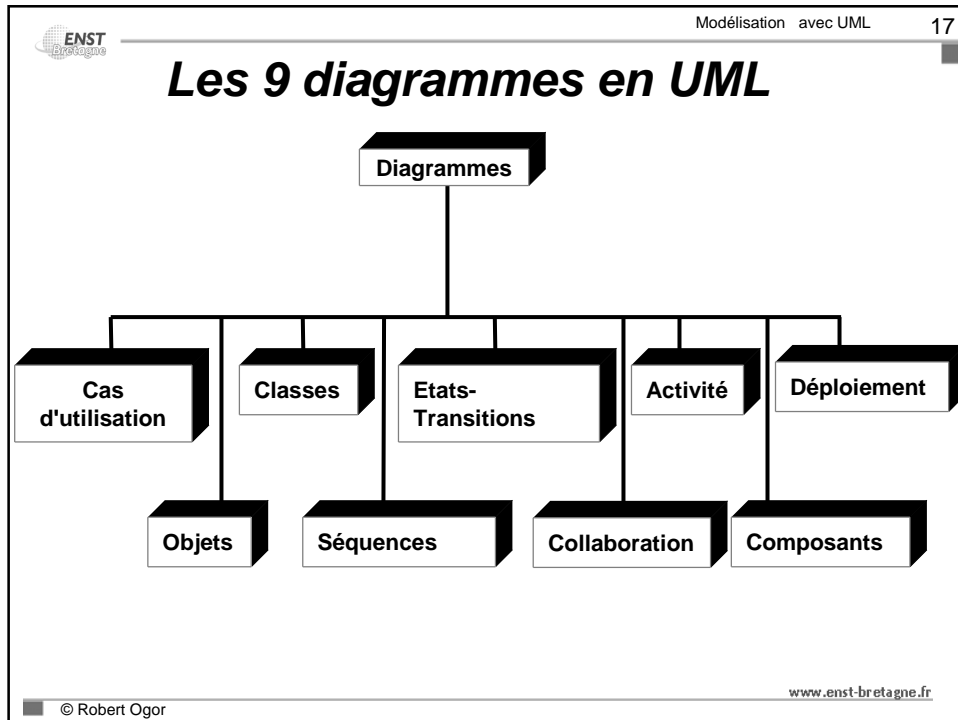 Modélisation avec UML 17
ENST
Bretagne
Les 9 diagrammes en UML
Diagrammes
Cas
d'utilisation
Classes
Etats-
Transitions
Activité
Déploiement
Objets
Séquences
Collaboration
Composants
www.enst-bretagne.fr
© Robert Ogor